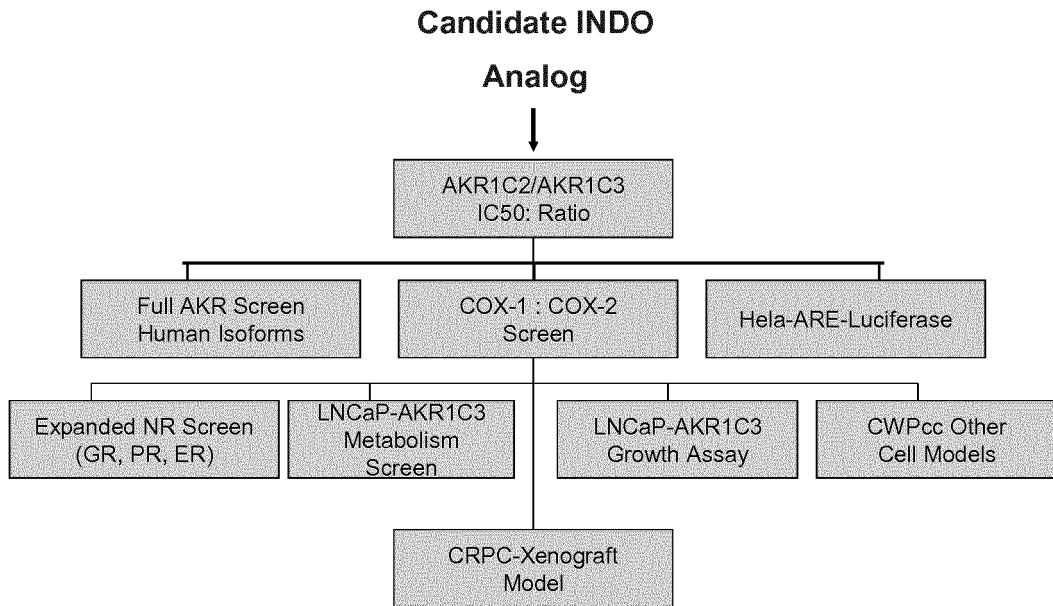 Candidate INDO
Analog
AKR1C2/AKR1C3
IC50: Ratio
Full AKR Screen
Human Isoforms
COX-1 : COX-2
Screen
Hela-ARE-Luciferase
Expanded NR Screen
(GR, PR, ER)
LNCaP-AKR1C3
Metabolism
Screen
LNCaP-AKR1C3
Growth Assay
CWPcc Other
Cell Models
CRPC-Xenograft
Model